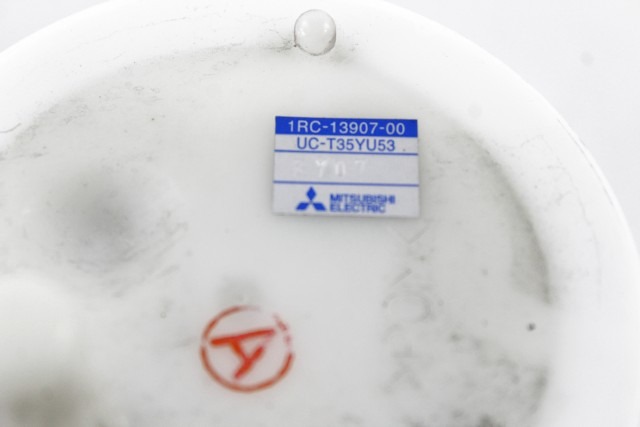 1RC-13907-00
UC-T35YU53
MITSUBISHI
ELECTRIC
A